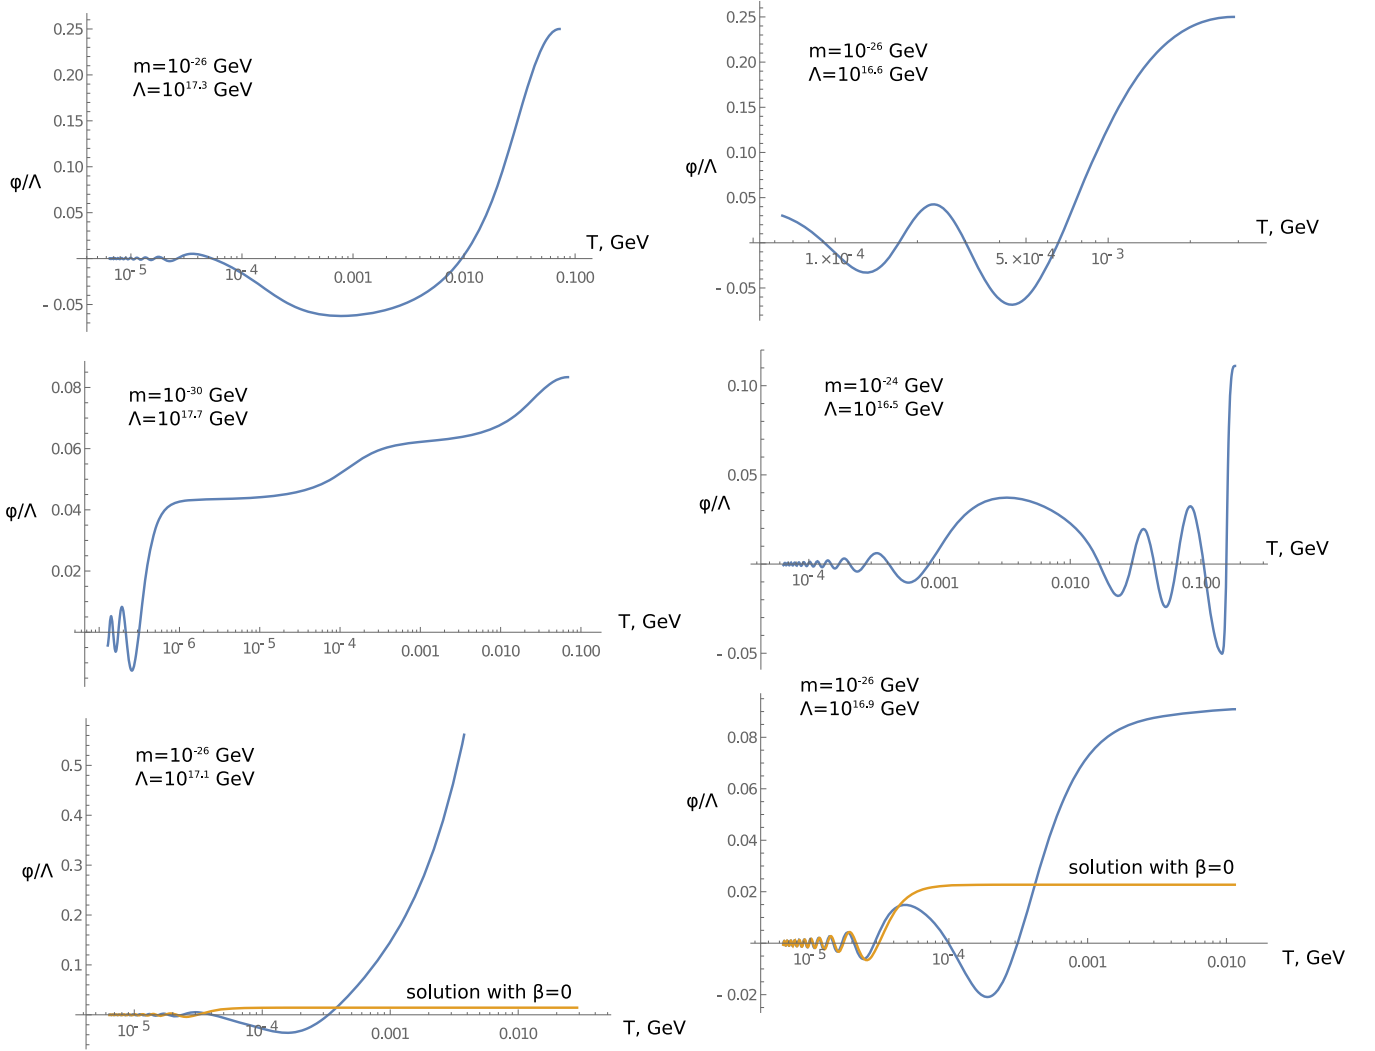 0.25
m=10⁻²⁶ GeV
Λ=10¹⁷·³ GeV
0.20
0.15
0.10
φ/Λ
0.05
T, GeV
10⁻⁵
10⁻⁴
0.001
0.010
0.100
- 0.05
0.25
m=10⁻²⁶ GeV
Λ=10¹⁶·⁶ GeV
0.20
0.15
0.10
φ/Λ
0.05
T, GeV
1.×10⁻⁴
5.×10⁻⁴
10⁻³
- 0.05
m=10⁻³⁰ GeV
Λ=10¹⁷·⁷ GeV
0.08
0.06
φ/Λ
0.04
0.02
T, GeV
10⁻⁶
10⁻⁵
10⁻⁴
0.001
0.010
0.100
m=10⁻²⁴ GeV
Λ=10¹⁶·⁵ GeV
0.10
φ/Λ
0.05
T, GeV
10⁻⁴
0.001
0.010
0.100
- 0.05
m=10⁻²⁶ GeV
Λ=10¹⁷·¹ GeV
0.5
0.4
φ/Λ
0.3
0.2
0.1
solution with β=0
T, GeV
10⁻⁵
10⁻⁴
0.001
0.010
m=10⁻²⁶ GeV
Λ=10¹⁶·⁹ GeV
0.08
φ/Λ
0.06
0.04
solution with β=0
0.02
T, GeV
10⁻⁵
10⁻⁴
0.001
0.010
- 0.02